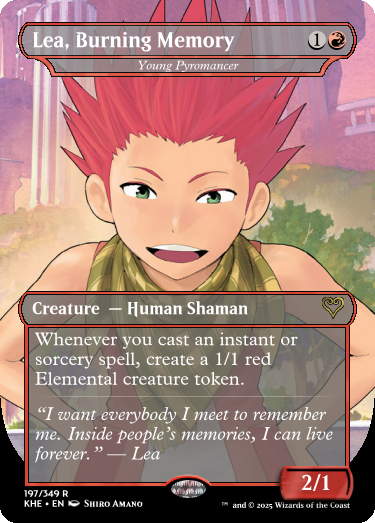 Lea, Burning Memory 1
Young Pyromancer
Creature — Human Shaman
Whenever you cast an instant or
sorcery spell, create a 1/1 red
Elemental creature token.
“I want everybody I meet to remember
me. Inside people’s memories, I can live
forever.” — Lea
2/1
197/349 R
KHE • EN Shiro Amano
™ and © 2025 Wizards of the Coast